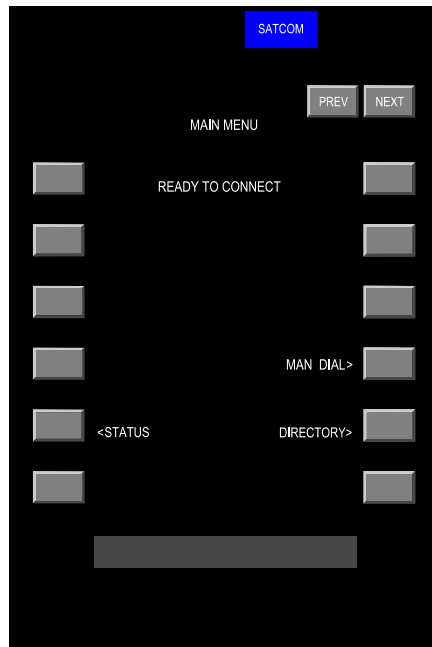 SATCOM
PREV NEXT
MAIN MENU
READY TO CONNECT
MAN DIAL>
<STATUS DIRECTORY>